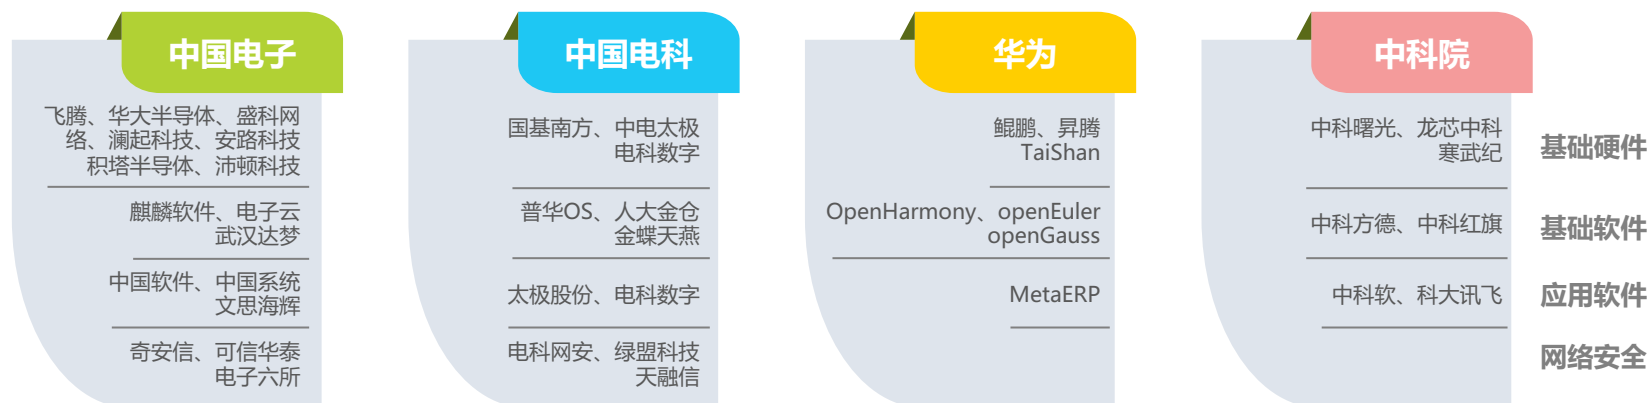 中国电子
飞腾、华大半导体、盛科网
络、澜起科技、安路科技
积塔半导体、沛顿科技
麒麟软件、电子云
武汉达梦
中国软件、中国系统
文思海辉
奇安信、可信华泰
电子六所
中国电科
国基南方、中电太极
电科数字
普华OS、人大金仓
金蝶天燕
太极股份、电科数字
电科网安、绿盟科技
天融信
华为
鲲鹏、昇腾
TaiShan
OpenHarmony、openEuler
openGauss
MetaERP
中科院
中科曙光、龙芯中科
寒武纪
中科方德、中科红旗
中科软、科大讯飞
基础硬件
基础软件
应用软件
网络安全